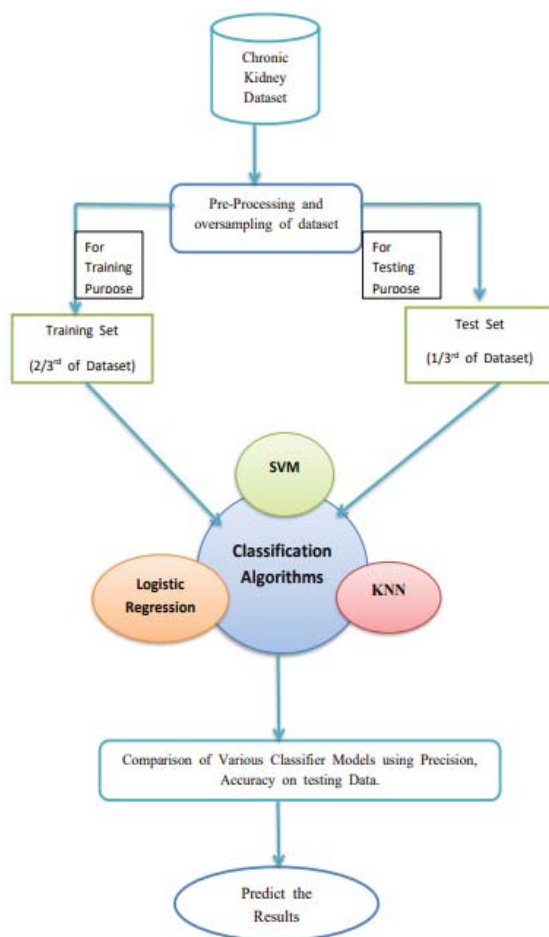 Chronic
Kidney
Dataset
Pre-Processing and
oversampling of dataset
For
Training
Purpose
For
Testing
Purpose
Training Set
(2/3rd of Dataset)
Test Set
(1/3rd of Dataset)
SVM
Classification
Algorithms
Logistic
Regression
KNN
Comparison of Various Classifier Models using Precision,
Accuracy on testing Data.
Predict the
Results